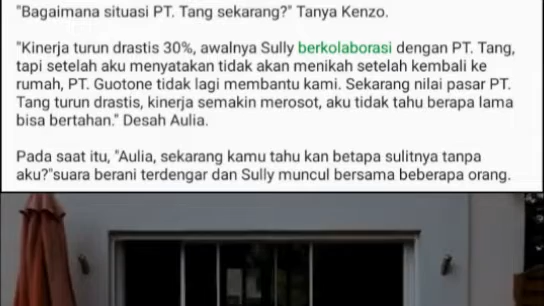 "Bagaimana situasi PT. Tang sekarang?" Tanya Kenzo.
"Kinerja turun drastis 30%, awalnya Sully berkolaborasi dengan PT. Tang,
tapi setelah aku menyatakan tidak akan menikah setelah kembali ke
rumah, PT. Guotone tidak lagi membantu kami. Sekarang nilai pasar PT.
Tang turun drastis, kinerja semakin merosot, aku tidak tahu berapa lama
bisa bertahan." Desah Aulia.
Pada saat itu, "Aulia, sekarang kamu tahu kan betapa sulitnya tanpa
aku?"suara berani terdengar dan Sully muncul bersama beberapa orang.